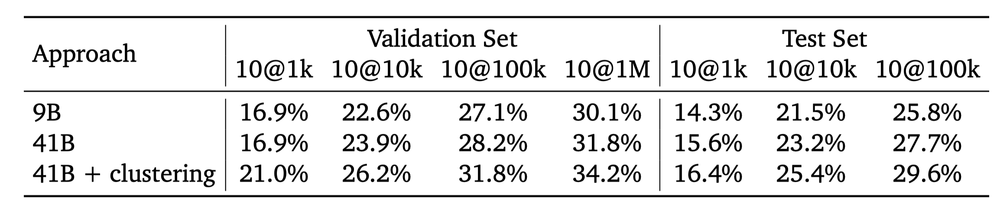 Approach Validation Set Test Set
10@1k 10@10k 10@100k 10@1M 10@1k 10@10k 10@100k
9B 16.9% 22.6% 27.1% 30.1% 14.3% 21.5% 25.8%
41B 16.9% 23.9% 28.2% 31.8% 15.6% 23.2% 27.7%
41B + clustering 21.0% 26.2% 31.8% 34.2% 16.4% 25.4% 29.6%